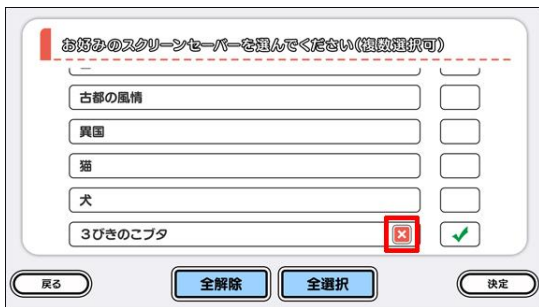 お好みのスクリーンセーバーを選んでください(複数選択可)
古都の風情
異国
猫
犬
3びきのこブタ
戻る
全解除
全選択
決定